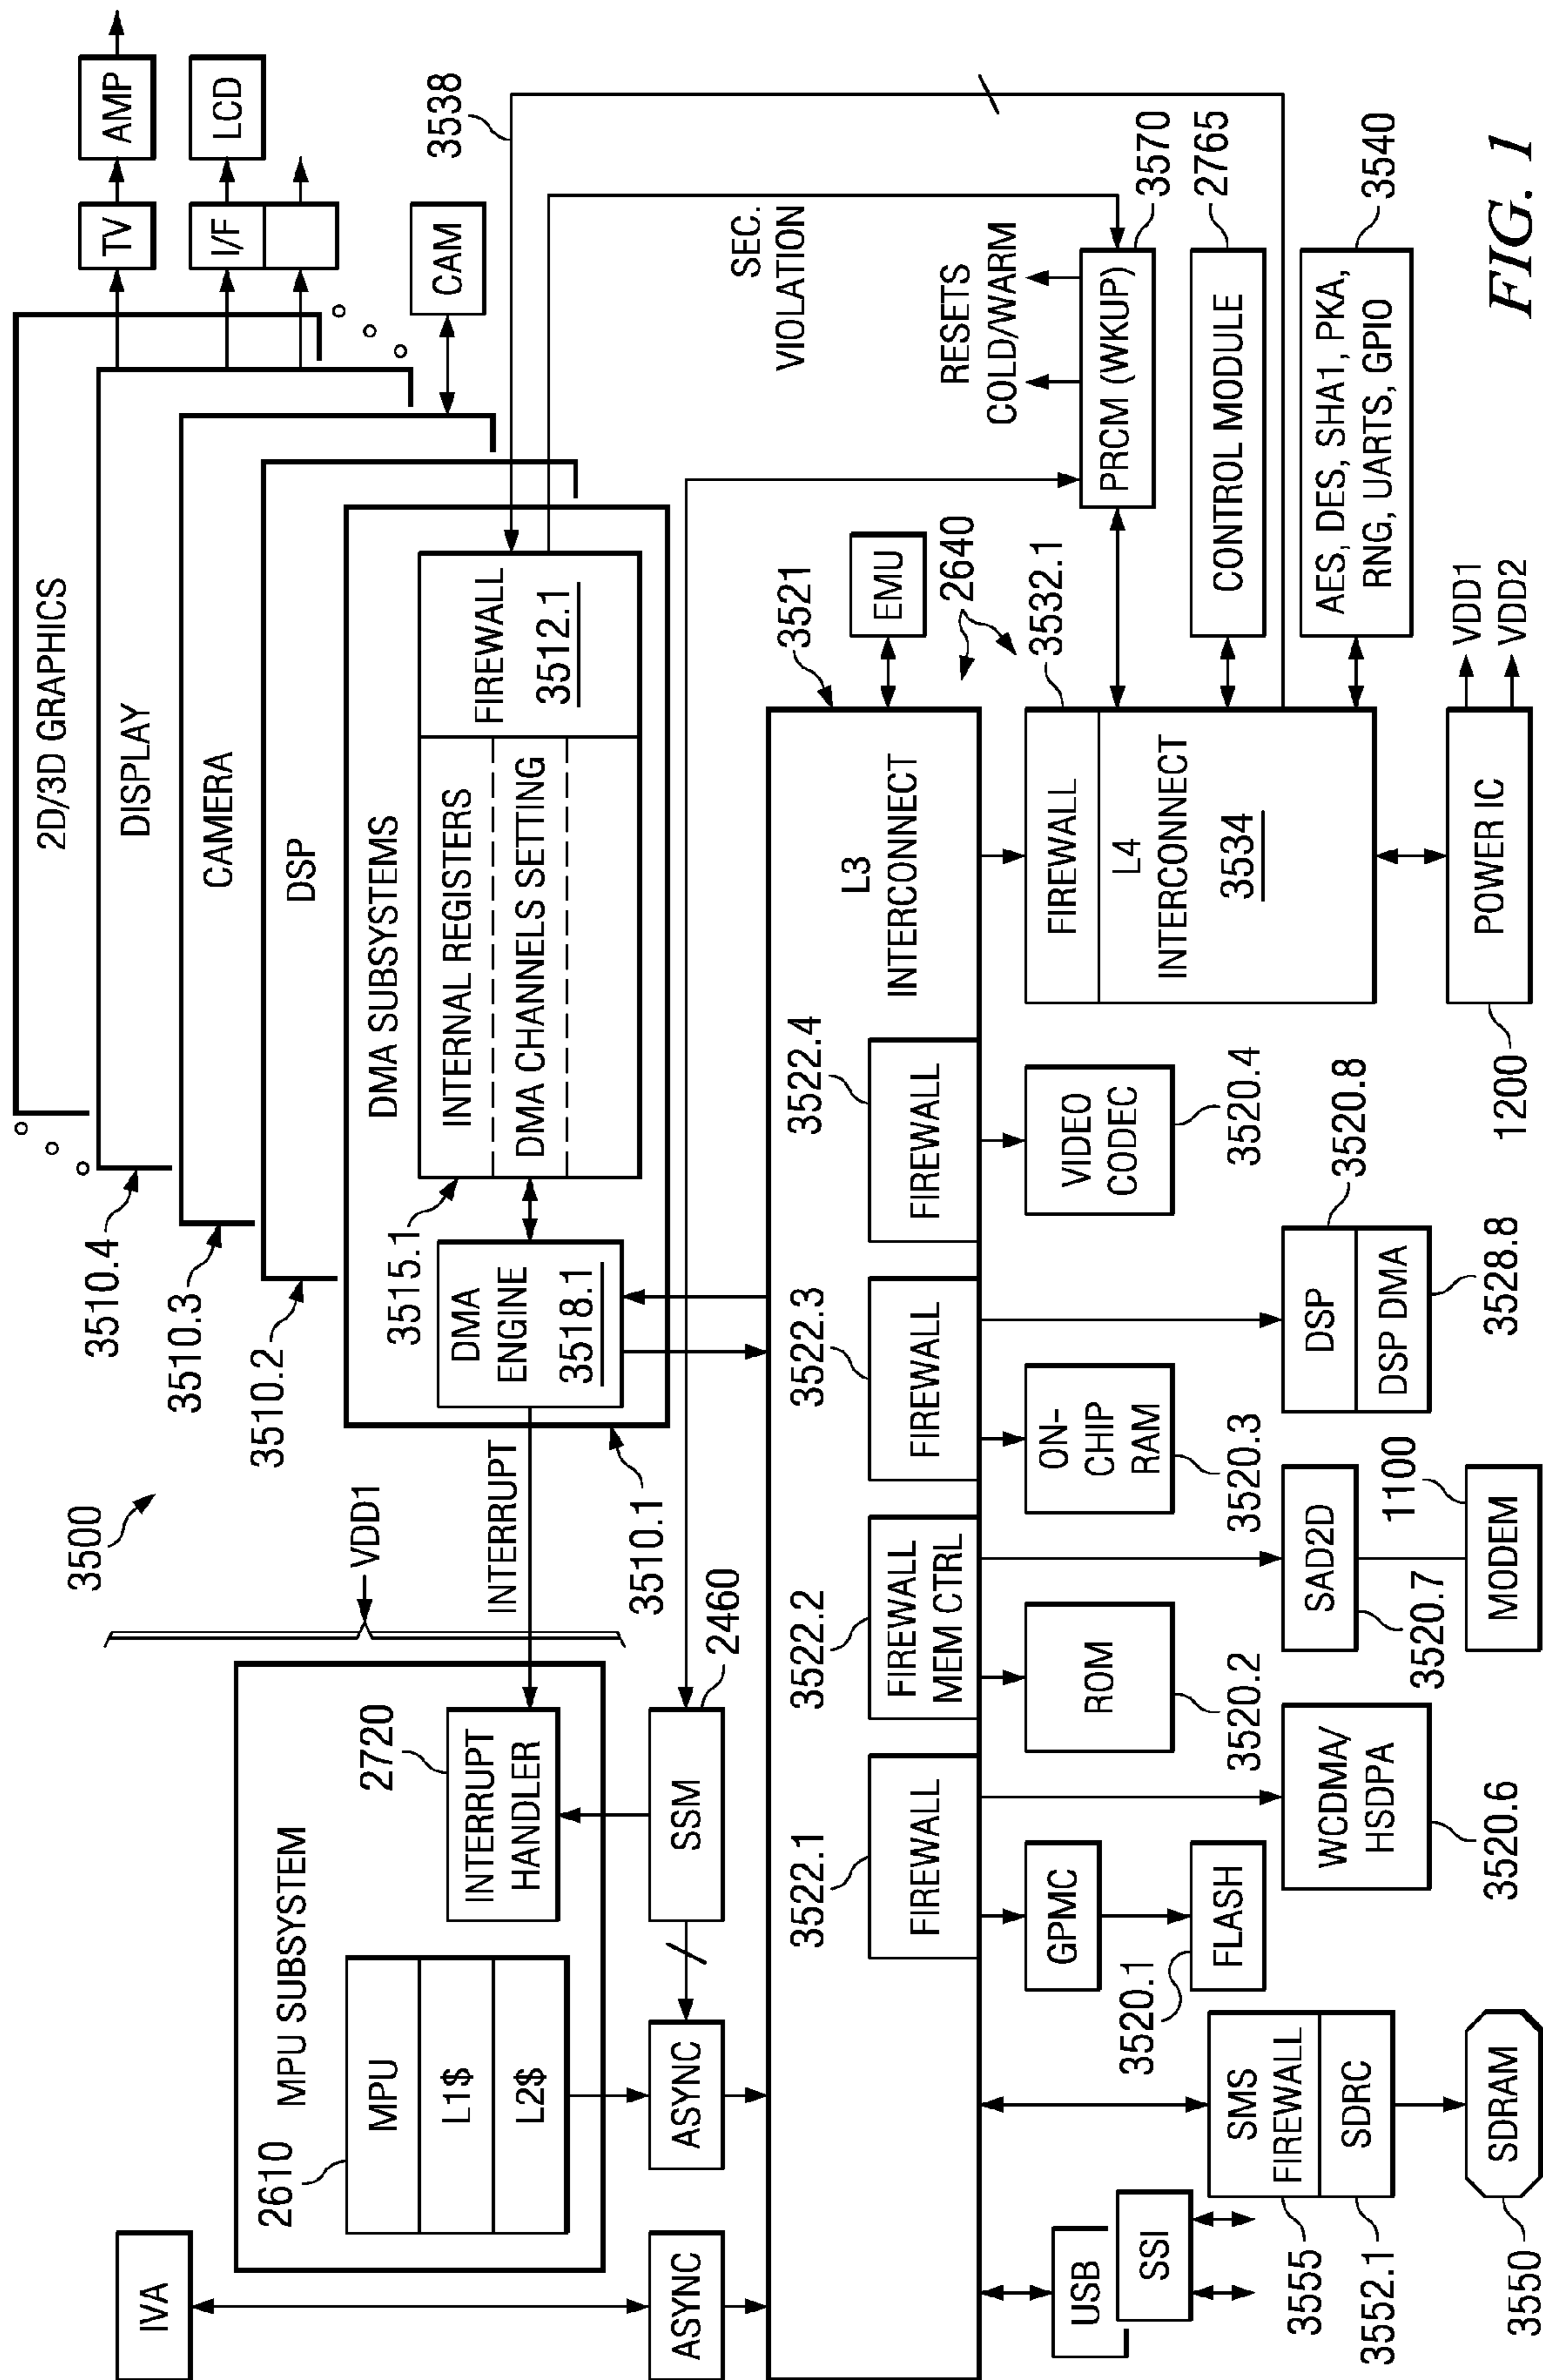 3500
IVA
MPU SUBSYSTEM
2610
MPU
L1$
L2$
2720
INTERRUPT
HANDLER
VDD1
INTERRUPT
ASYNC
ASYNC
SSM
2460
3510.4
3510.3
3510.2
3510.1
2D/3D GRAPHICS
DISPLAY
CAMERA
DSP
DMA SUBSYSTEMS
3515.1
DMA
ENGINE
3518.1
INTERNAL REGISTERS
DMA CHANNELS SETTING
FIREWALL
3512.1
TV
AMP
I/F
LCD
CAM
3538
SEC.
VIOLATION
RESETS
COLD/WARM
L3
INTERCONNECT
3521
EMU
2640
3522.1
FIREWALL
3522.2
FIREWALL
MEM CTRL
3522.3
FIREWALL
3522.4
FIREWALL
USB
SSI
SMS
FIREWALL
SDRC
3555
3552.1
SDRAM
3550
GPMC
FLASH
3520.1
WCDMA/
HSDPA
3520.6
ROM
3520.2
SAD2D
3520.7
MODEM
1100
ON-
CHIP
RAM
3520.3
DSP
DSP DMA
3520.8
3528.8
VIDEO
CODEC
3520.4
3532.1
FIREWALL
L4
INTERCONNECT
3534
PRCM (WKUP)
3570
CONTROL MODULE
2765
AES, DES, SHA1, PKA,
RNG, UARTS, GPIO
3540
POWER IC
1200
VDD1
VDD2
FIG. 1